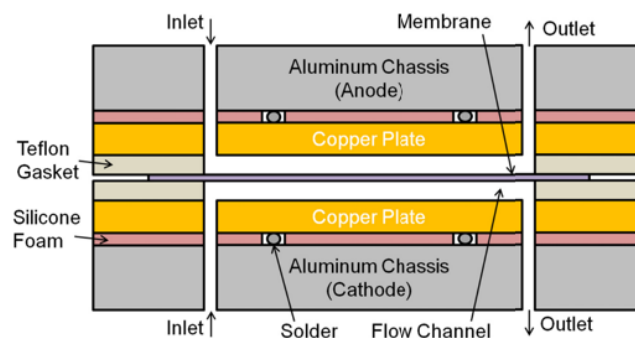 Inlet
Outlet
Aluminum Chassis
(Anode)
Membrane
Copper Plate
Teflon
Gasket
Silicone
Foam
Copper Plate
Aluminum Chassis
(Cathode)
Inlet
Solder
Flow Channel
Outlet